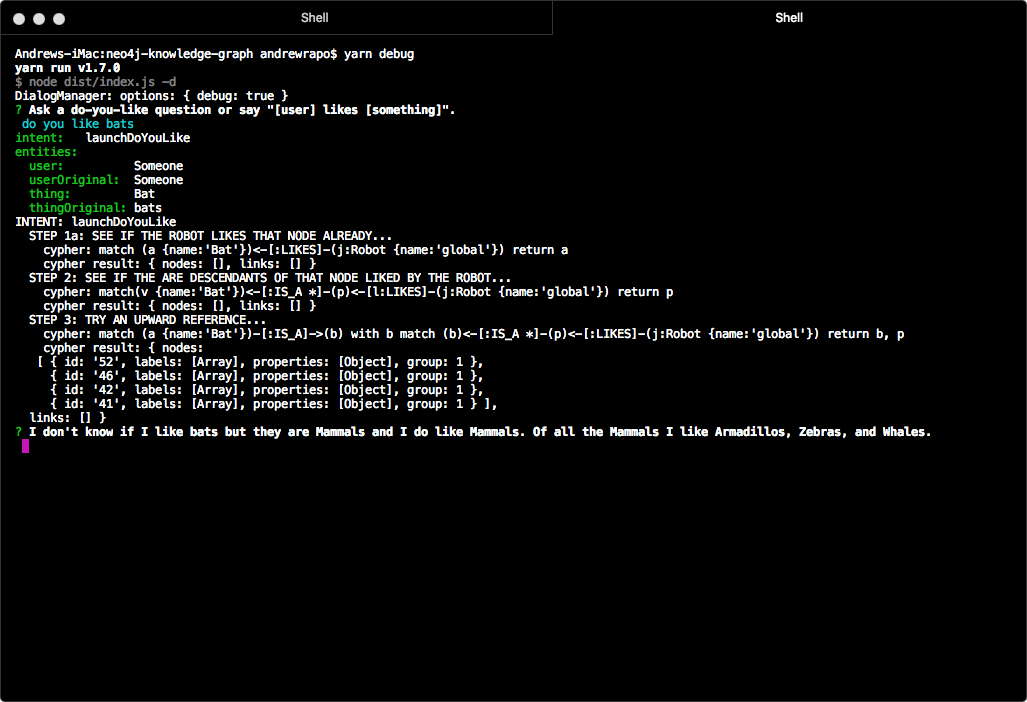 Shell
Shell
Andrews-iMac:neo4j-knowledge-graph andrewrapo$ yarn debug
yarn run v1.7.0
$ node dist/index.js -d
DialogManager: options: { debug: true }
? Ask a do-you-like question or say "[user] likes [something]".
do you like bats
intent:   launchDoYouLike
entities:
  user:          Someone
  userOriginal:  Someone
  thing:         Bat
  thingOriginal: bats
INTENT: launchDoYouLike
  STEP 1a: SEE IF THE ROBOT LIKES THAT NODE ALREADY...
    cypher: match (a {name:'Bat'})<-[:LIKES]-(j:Robot {name:'global'}) return a
    cypher result: { nodes: [], links: [] }
  STEP 2: SEE IF THE ARE DESCENDANTS OF THAT NODE LIKED BY THE ROBOT...
    cypher: match(v {name:'Bat'})<-[:IS_A *]-(p)<-[l:LIKES]-(j:Robot {name:'global'}) return p
    cypher result: { nodes: [], links: [] }
  STEP 3: TRY AN UPWARD REFERENCE...
    cypher: match (a {name:'Bat'})-[:IS_A]->(b) with b match (b)<-[:IS_A *]-(p)<-[:LIKES]-(j:Robot {name:'global'}) return b, p
    cypher result: { nodes:
   [ { id: '52', labels: [Array], properties: [Object], group: 1 },
     { id: '46', labels: [Array], properties: [Object], group: 1 },
     { id: '42', labels: [Array], properties: [Object], group: 1 },
     { id: '41', labels: [Array], properties: [Object], group: 1 } ],
  links: [] }
? I don't know if I like bats but they are Mammals and I do like Mammals. Of all the Mammals I like Armadillos, Zebras, and Whales.